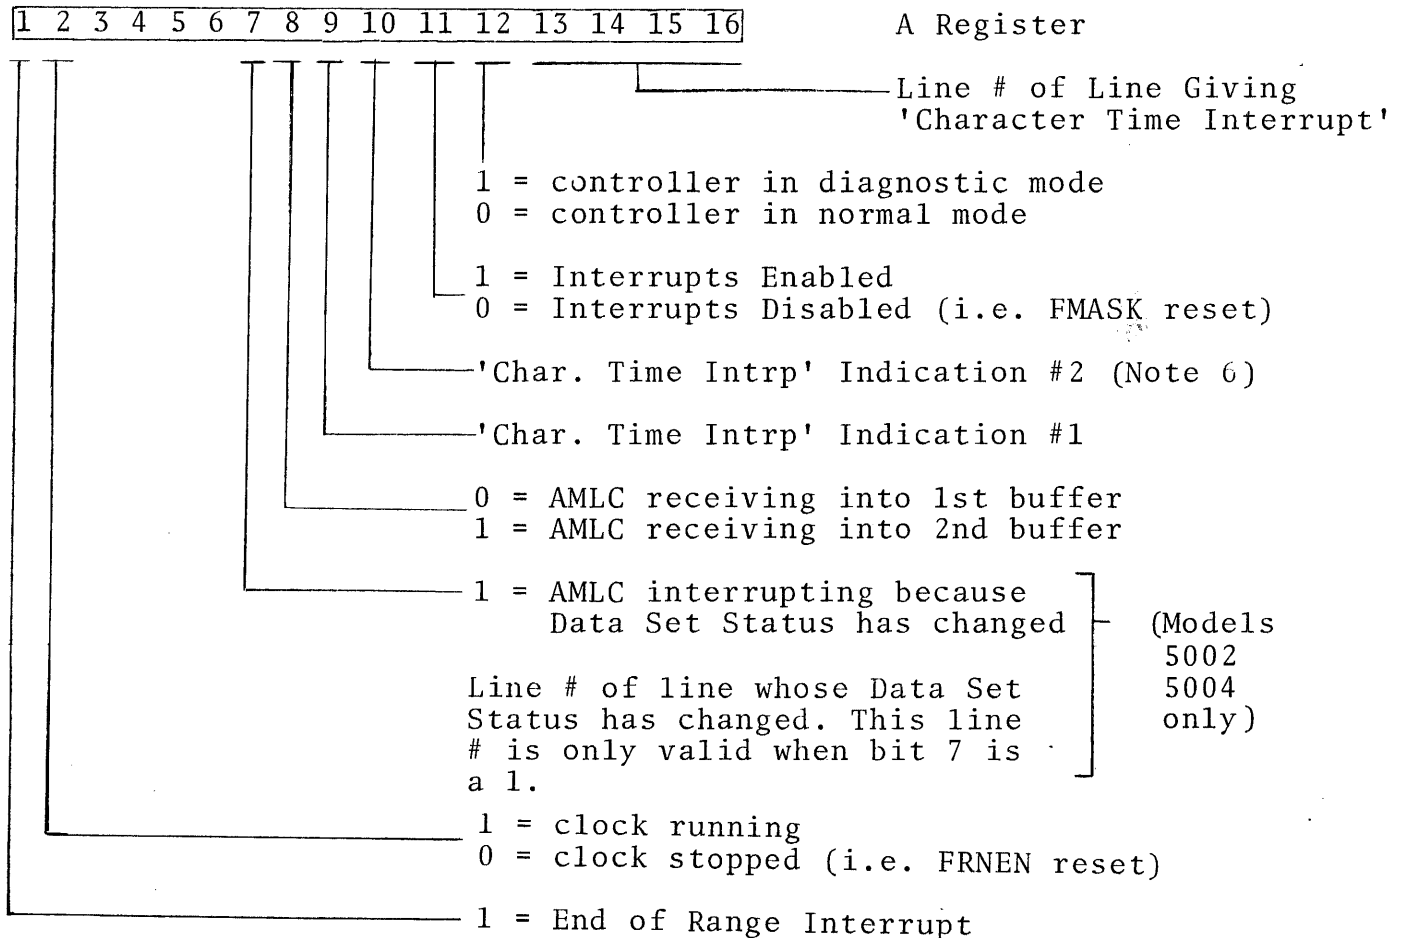 1 2 3 4 5 6 7 8 9 10 11 12 13 14 15 16 A Register
Line # of Line Giving
'Character Time Interrupt'
1 = controller in diagnostic mode
0 = controller in normal mode
1 = Interrupts Enabled
0 = Interrupts Disabled (i.e. FMASK reset)
'Char. Time Intrp' Indication #2 (Note 6)
'Char. Time Intrp' Indication #1
0 = AMLC receiving into 1st buffer
1 = AMLC receiving into 2nd buffer
1 = AMLC interrupting because
Data Set Status has changed
(Models
5002
5004
only)
Line # of line whose Data Set
Status has changed. This line
# is only valid when bit 7 is
a 1.
1 = clock running
0 = clock stopped (i.e. FRNEN reset)
1 = End of Range Interrupt